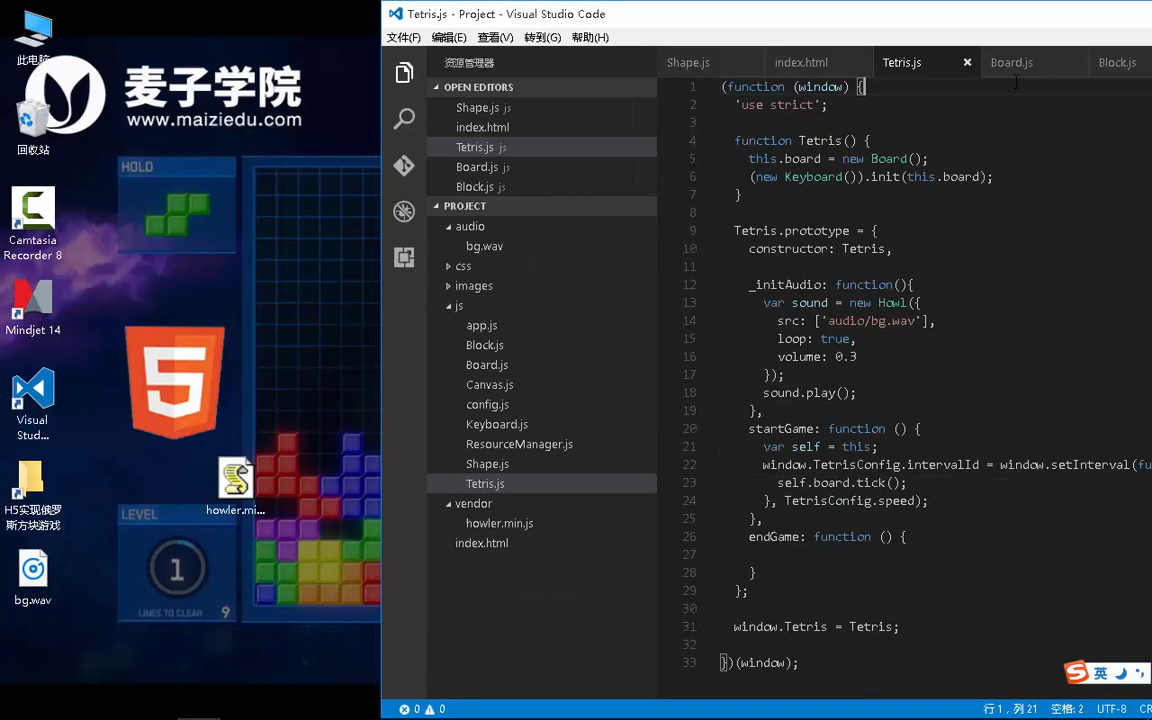 此电脑
麦子学院
www.maiziedu.com
回收站
HOLD
Camtasia
Recorder 8
Mindjet 14
5
Visual
Stud...
howler.mi...
H5实现俄罗
斯方块游戏
LEVEL
1
LINES TO CLEAR 9
bg.wav
Tetris.js - Project - Visual Studio Code
文件(F) 编辑(E) 查看(V) 转到(G) 帮助(H)
资源管理器
OPEN EDITORS
Shape.js js
index.html
Tetris.js js
Board.js js
Block.js js
PROJECT
audio
bg.wav
css
images
js
app.js
Block.js
Board.js
Canvas.js
config.js
Keyboard.js
ResourceManager.js
Shape.js
Tetris.js
vendor
howler.min.js
index.html
Shape.js index.html Tetris.js × Board.js Block.js
1 (function (window) {
2 'use strict';
3
4 function Tetris() {
5 this.board = new Board();
6 (new Keyboard()).init(this.board);
7 }
8
9 Tetris.prototype = {
10 constructor: Tetris,
11
12 _initAudio: function(){
13 var sound = new Howl({
14 src: ['audio/bg.wav'],
15 loop: true,
16 volume: 0.3
17 });
18 sound.play();
19 },
20 startGame: function () {
21 var self = this;
22 window.TetrisConfig.intervalId = window.setInterval(fu
23 self.board.tick();
24 }, TetrisConfig.speed);
25 },
26 endGame: function () {
27
28 }
29 };
30
31 window.Tetris = Tetris;
32
33 })(window);
S 英
0 0
行 1，列 21 空格: 2 UTF-8 CR